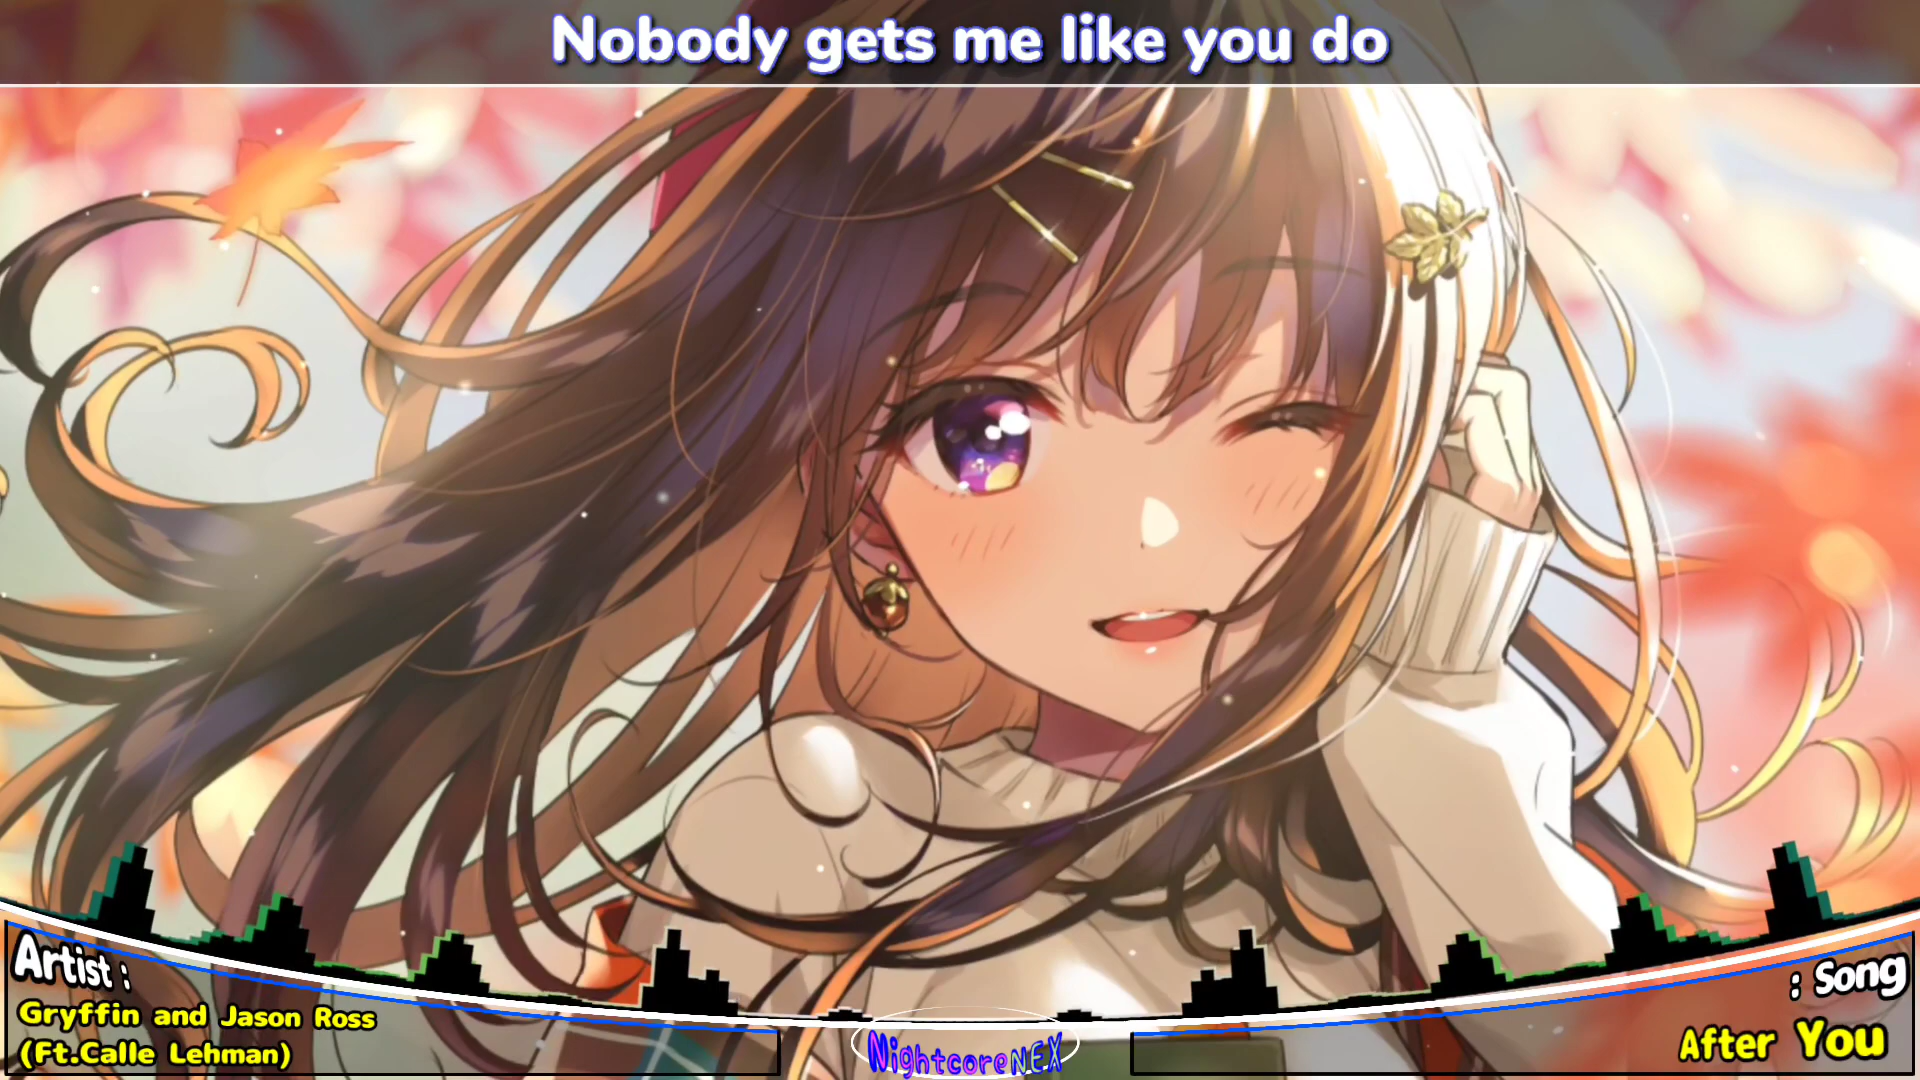 Nobody gets me like you do
Artist :
Gryffin and Jason Ross
(Ft.Calle Lehman)
NightcoreNEX
: Song
After You